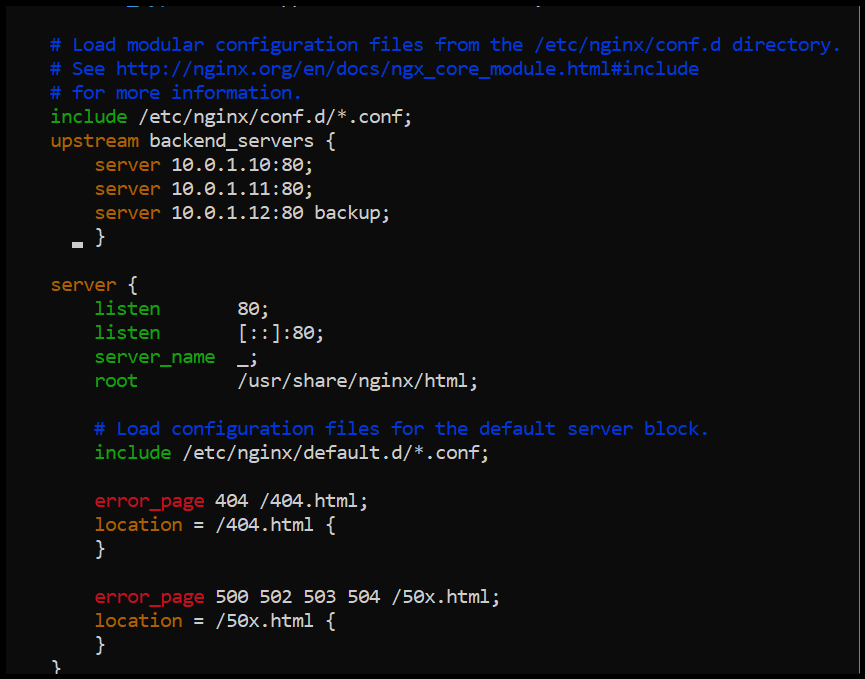 # Load modular configuration files from the /etc/nginx/conf.d directory.
# See http://nginx.org/en/docs/ngx_core_module.html#include
# for more information.
include /etc/nginx/conf.d/*.conf;
upstream backend_servers {
server 10.0.1.10:80;
server 10.0.1.11:80;
server 10.0.1.12:80 backup;
}
server {
listen 80;
listen [::]:80;
server_name _;
root /usr/share/nginx/html;
# Load configuration files for the default server block.
include /etc/nginx/default.d/*.conf;
error_page 404 /404.html;
location = /404.html {
}
error_page 500 502 503 504 /50x.html;
location = /50x.html {
}
}